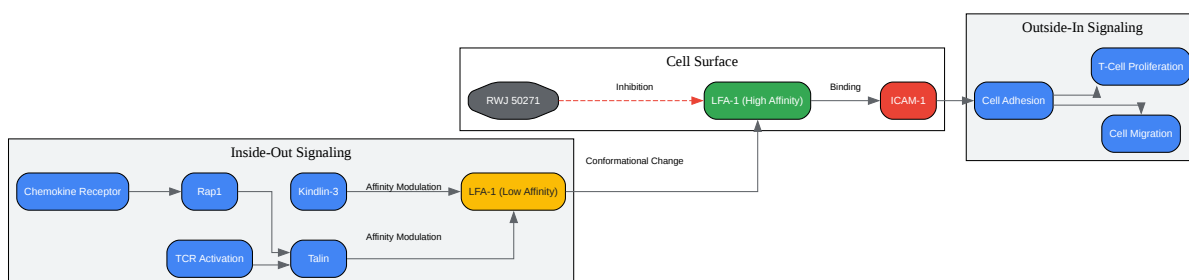 Outside-In Signaling
T-Cell Proliferation
Cell Surface
RWJ 50271
Inhibition
LFA-1 (High Affinity)
Binding
ICAM-1
Cell Adhesion
Cell Migration
Inside-Out Signaling
Conformational Change
Chemokine Receptor
Rap1
Kindlin-3
Affinity Modulation
LFA-1 (Low Affinity)
Affinity Modulation
TCR Activation
Talin